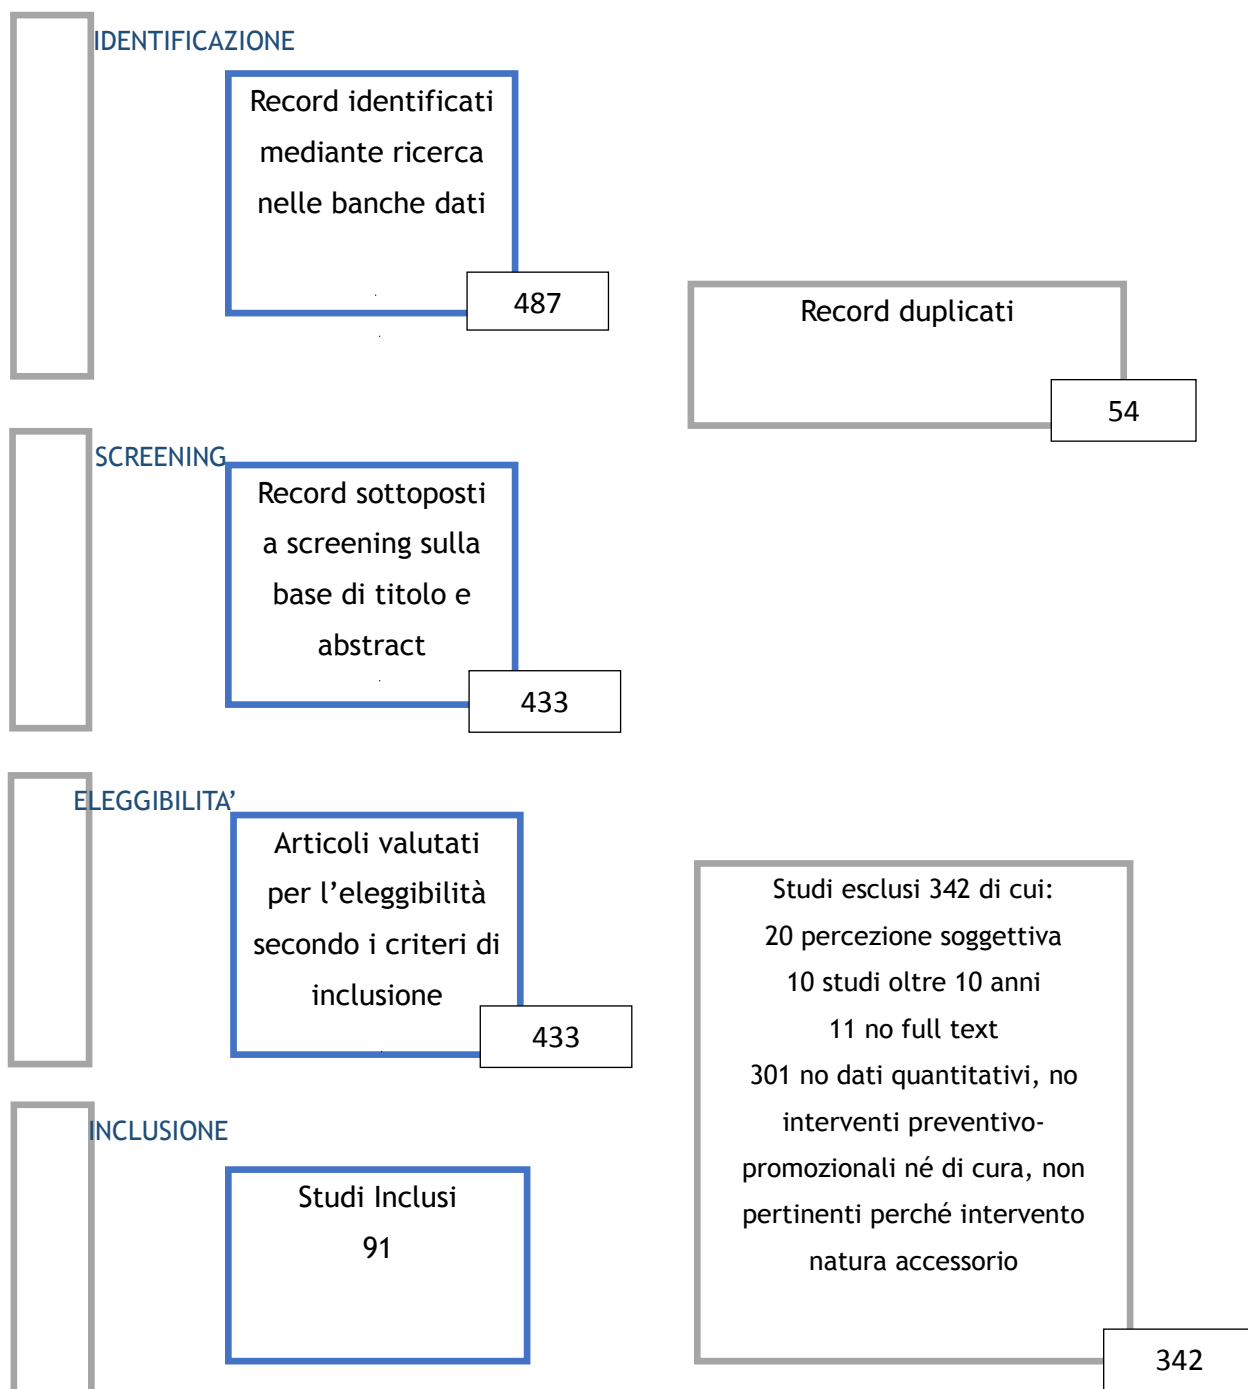 IDENTIFICAZIONE
Record identificati
mediante ricerca
nelle banche dati
487
Record duplicati
54
SCREENING
Record sottoposti
a screening sulla
base di titolo e
abstract
433
ELEGGIBILITA’
Articoli valutati
per l’eleggibilità
secondo i criteri di
inclusione
433
Studi esclusi 342 di cui:
20 percezione soggettiva
10 studi oltre 10 anni
11 no full text
301 no dati quantitativi, no
interventi preventivo-
promozionali né di cura, non
pertinenti perché intervento
natura accessorio
342
INCLUSIONE
Studi Inclusi
91